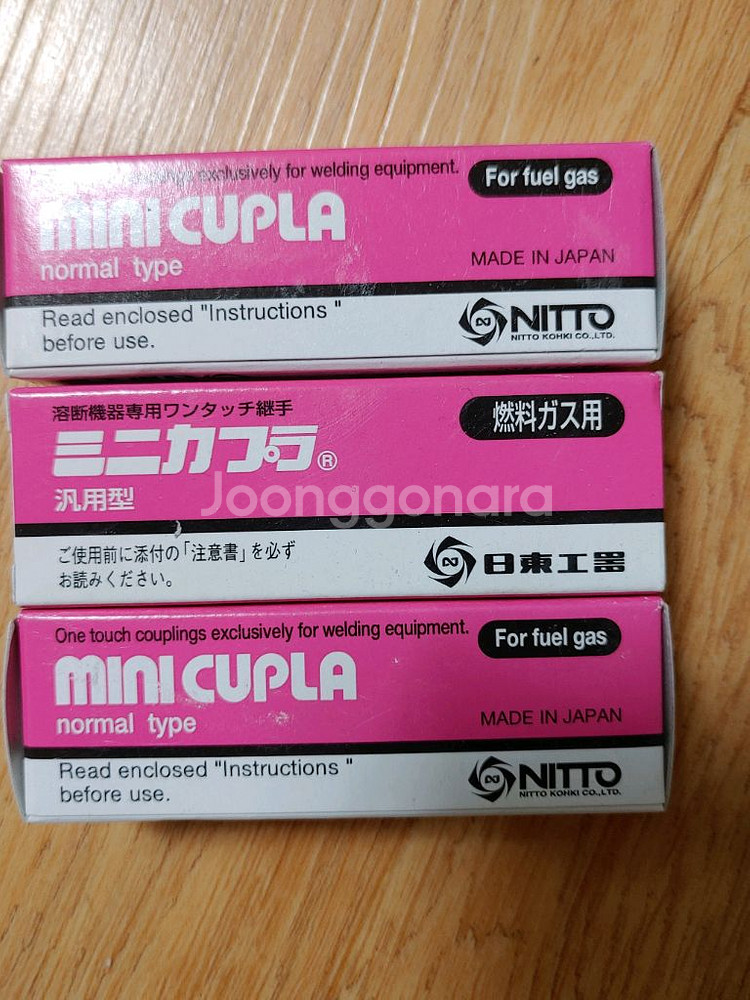 exclusively for welding equipment.
For fuel gas
MINI CUPLA
normal type
MADE IN JAPAN
Read enclosed "Instructions "
before use.
NITTO
NITTO KOHKI CO.,LTD.
溶断機器専用ワンタッチ継手
燃料ガス用
ミニカプラ®
汎用型
Joonggonara
ご使用前に添付の「注意書」を必ず
お読みください。
日東工器
One touch couplings exclusively for welding equipment.
For fuel gas
MINI CUPLA
normal type
MADE IN JAPAN
Read enclosed "Instructions "
before use.
NITTO
NITTO KOHKI CO.,LTD.